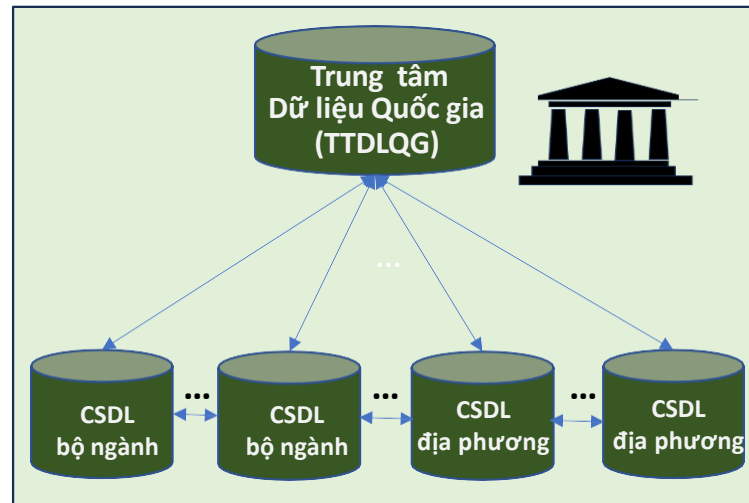 Trung tâm
Dữ liệu Quốc gia
(TTDLQG)
...
... ... ...
CSDL
bộ ngành
CSDL
bộ ngành
CSDL
địa phương
CSDL
địa phương